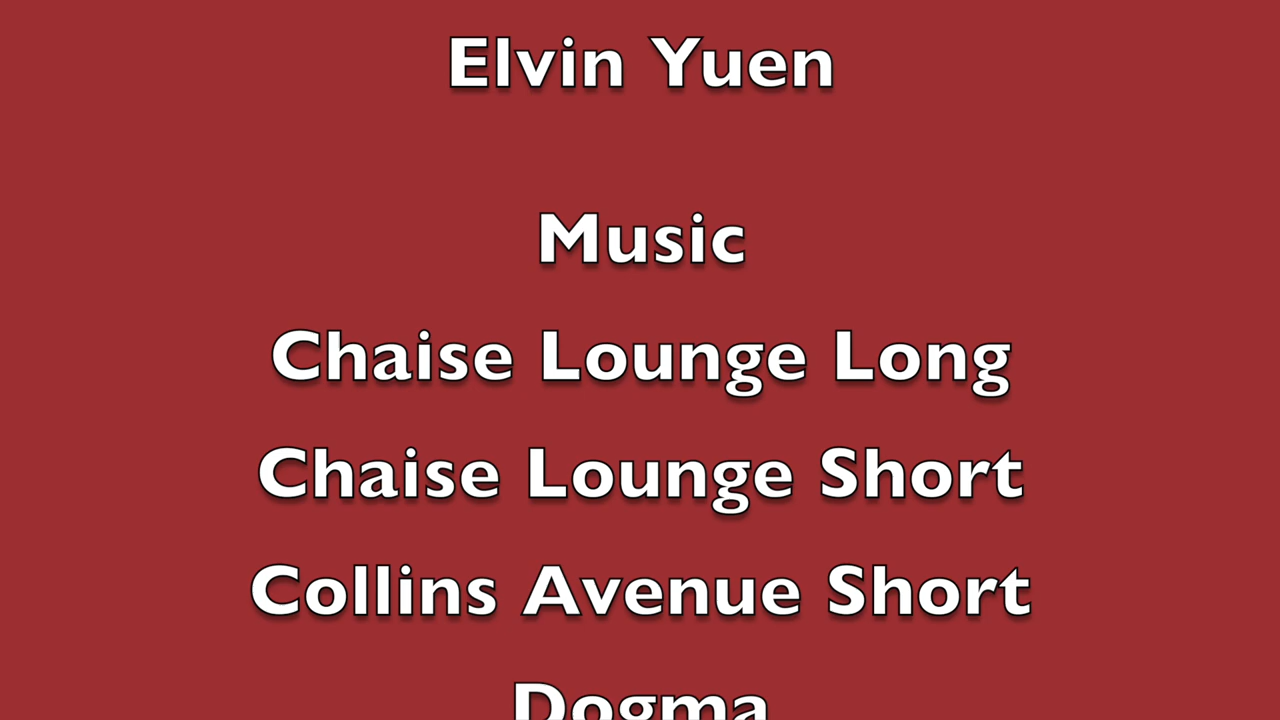 Elvin Yuen
Music
Chaise Lounge Long
Chaise Lounge Short
Collins Avenue Short
Dogma